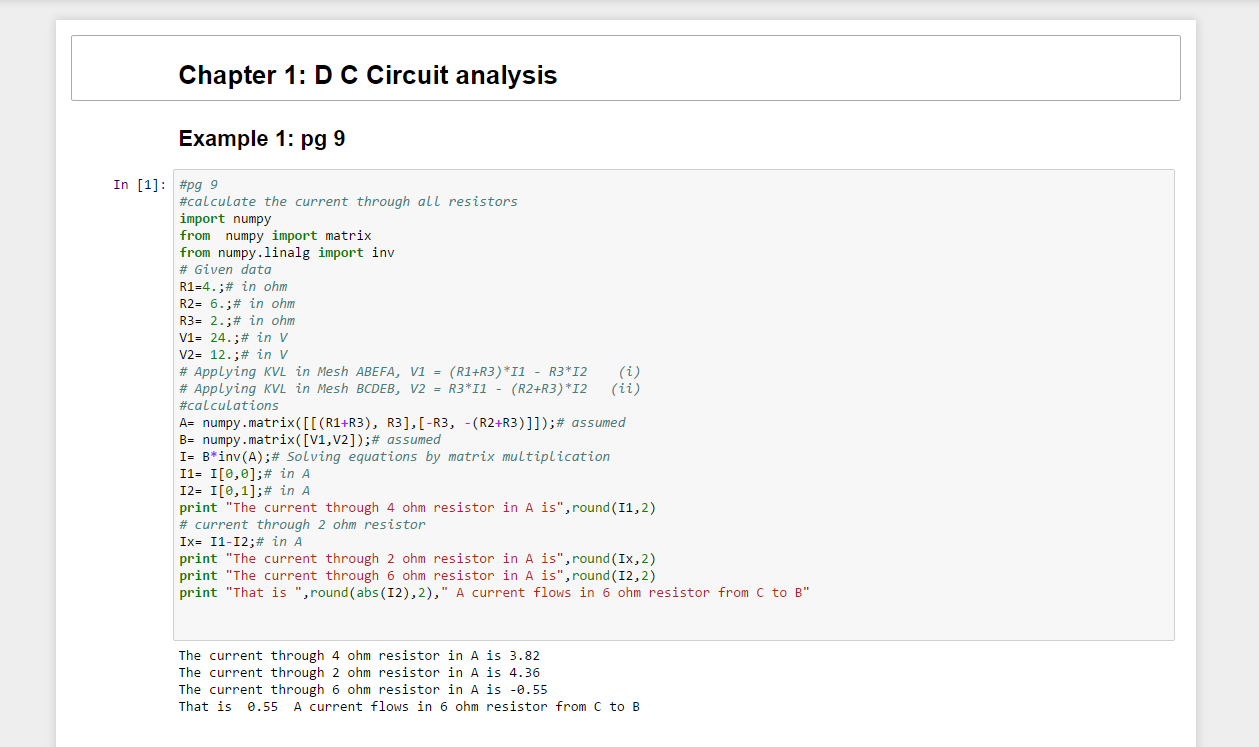 Chapter 1: D C Circuit analysis
Example 1: pg 9
In [1]:
#pg 9
#calculate the current through all resistors
import numpy
from  numpy import matrix
from numpy.linalg import inv
# Given data
R1=4.;# in ohm
R2= 6.;# in ohm
R3= 2.;# in ohm
V1= 24.;# in V
V2= 12.;# in V
# Applying KVL in Mesh ABEFA, V1 = (R1+R3)*I1 - R3*I2    (i)
# Applying KVL in Mesh BCDEB, V2 = R3*I1 - (R2+R3)*I2   (ii)
#calculations
A= numpy.matrix([[(R1+R3), R3],[-R3, -(R2+R3)]]);# assumed
B= numpy.matrix([V1,V2]);# assumed
I= B*inv(A);# Solving equations by matrix multiplication
I1= I[0,0];# in A
I2= I[0,1];# in A
print "The current through 4 ohm resistor in A is",round(I1,2)
# current through 2 ohm resistor
Ix= I1-I2;# in A
print "The current through 2 ohm resistor in A is",round(Ix,2)
print "The current through 6 ohm resistor in A is",round(I2,2)
print "That is ",round(abs(I2),2)," A current flows in 6 ohm resistor from C to B"
The current through 4 ohm resistor in A is 3.82
The current through 2 ohm resistor in A is 4.36
The current through 6 ohm resistor in A is -0.55
That is  0.55  A current flows in 6 ohm resistor from C to B